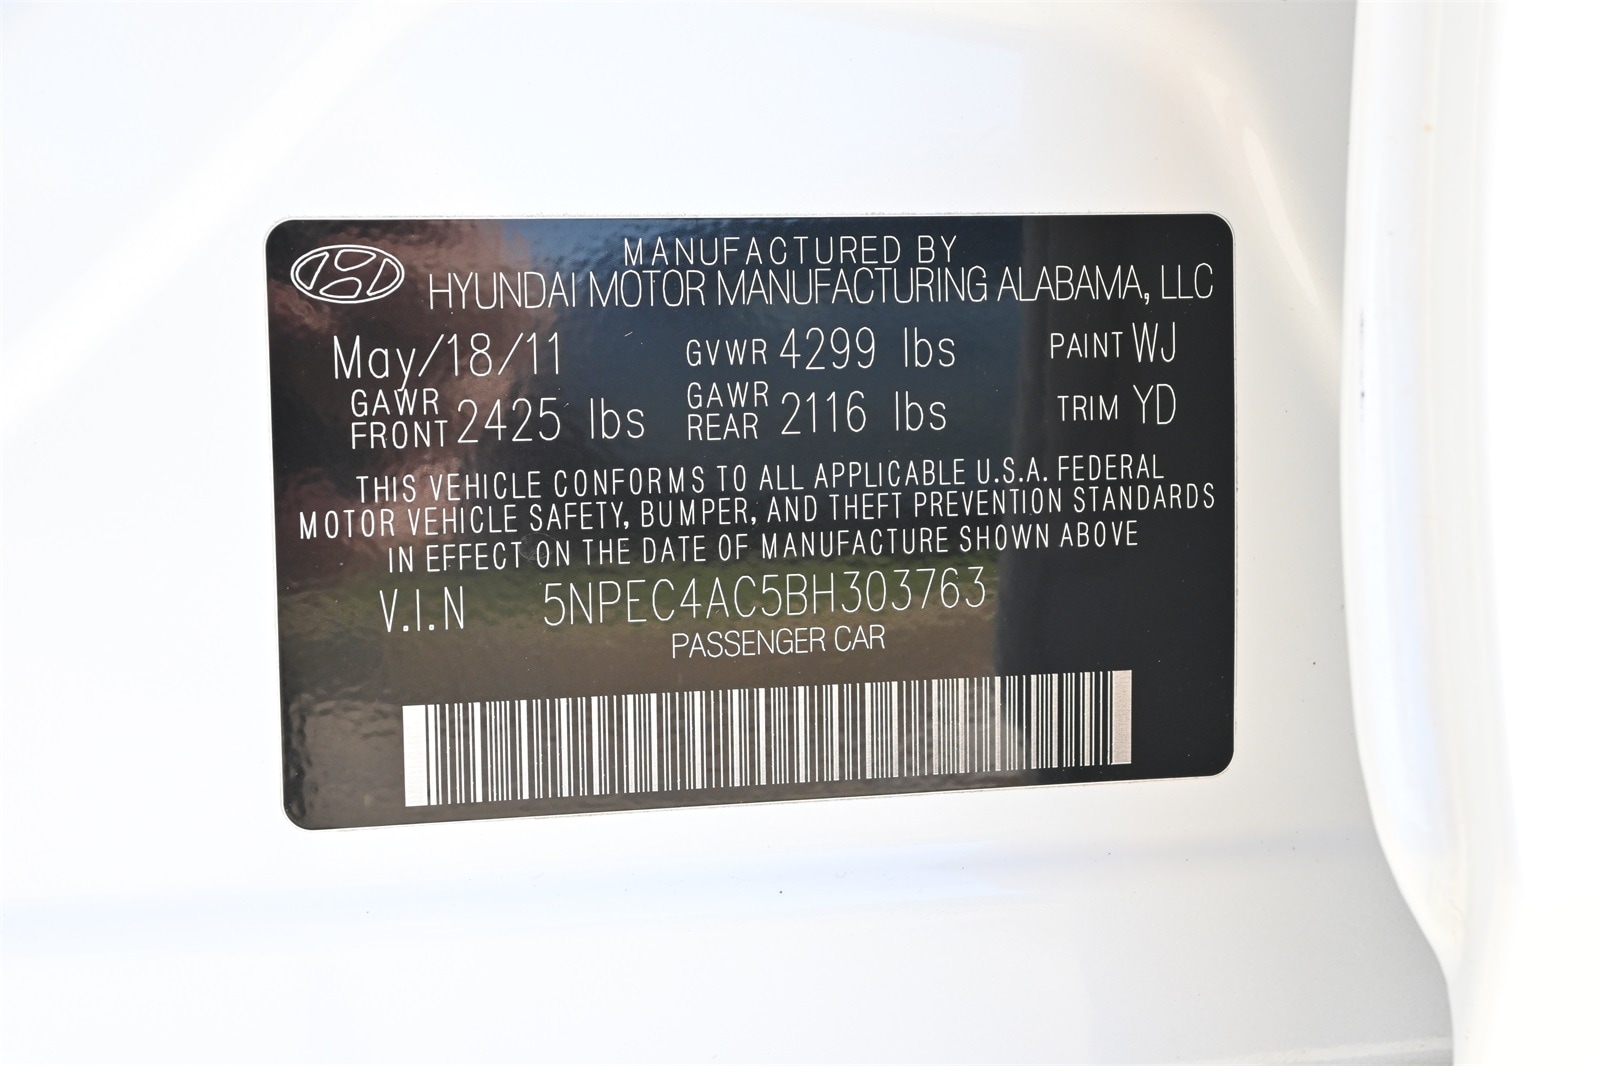 MANUFACTURED BY
HYUNDAI MOTOR MANUFACTURING ALABAMA, LLC
May/18/11 GVWR 4299 lbs PAINT WJ
GAWR FRONT 2425 lbs GAWR REAR 2116 lbs TRIM YD
THIS VEHICLE CONFORMS TO ALL APPLICABLE U.S.A. FEDERAL
MOTOR VEHICLE SAFETY, BUMPER, AND THEFT PREVENTION STANDARDS
IN EFFECT ON THE DATE OF MANUFACTURE SHOWN ABOVE
V.I.N 5NPEC4AC5BH303763
PASSENGER CAR